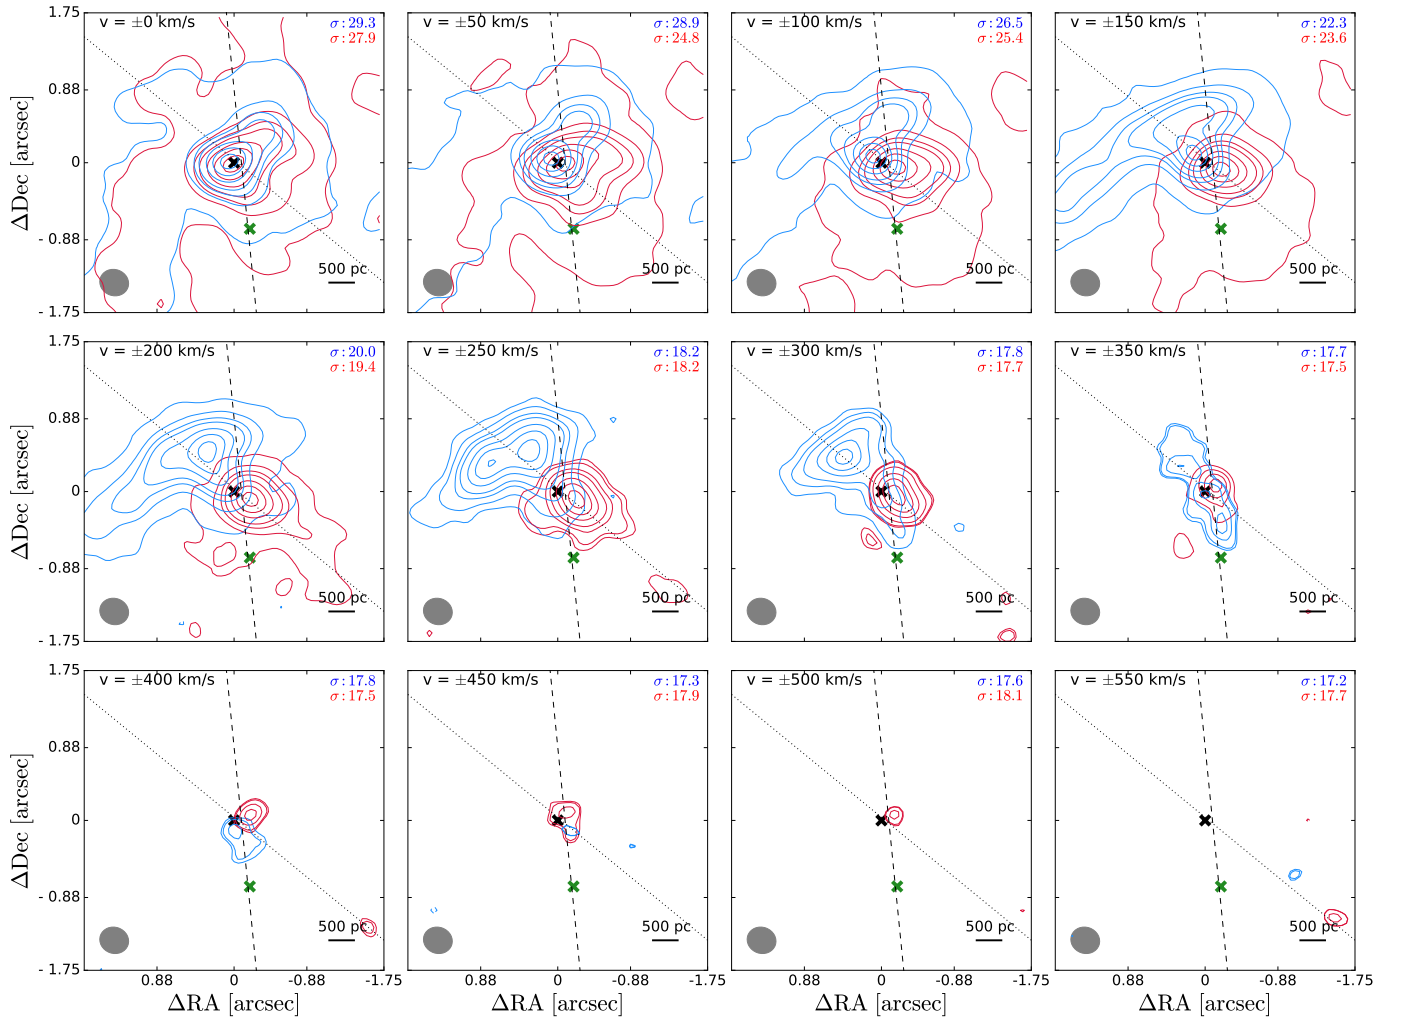 1.75
v = ±0 km/s
σ : 29.3
σ : 27.9
v = ±50 km/s
σ : 28.9
σ : 24.8
v = ±100 km/s
σ : 26.5
σ : 25.4
v = ±150 km/s
σ : 22.3
σ : 23.6
0.88
0
- 0.88
- 1.75
ΔDec [arcsec]
500 pc
500 pc
500 pc
500 pc
1.75
v = ±200 km/s
σ : 20.0
σ : 19.4
v = ±250 km/s
σ : 18.2
σ : 18.2
v = ±300 km/s
σ : 17.8
σ : 17.7
v = ±350 km/s
σ : 17.7
σ : 17.5
0.88
0
- 0.88
- 1.75
ΔDec [arcsec]
500 pc
500 pc
500 pc
500 pc
1.75
v = ±400 km/s
σ : 17.8
σ : 17.5
v = ±450 km/s
σ : 17.3
σ : 17.9
v = ±500 km/s
σ : 17.6
σ : 18.1
v = ±550 km/s
σ : 17.2
σ : 17.7
0.88
0
- 0.88
- 1.75
ΔDec [arcsec]
500 pc
500 pc
500 pc
500 pc
0.88 0 -0.88 -1.75
0.88 0 -0.88 -1.75
0.88 0 -0.88 -1.75
0.88 0 -0.88 -1.75
ΔRA [arcsec]
ΔRA [arcsec]
ΔRA [arcsec]
ΔRA [arcsec]